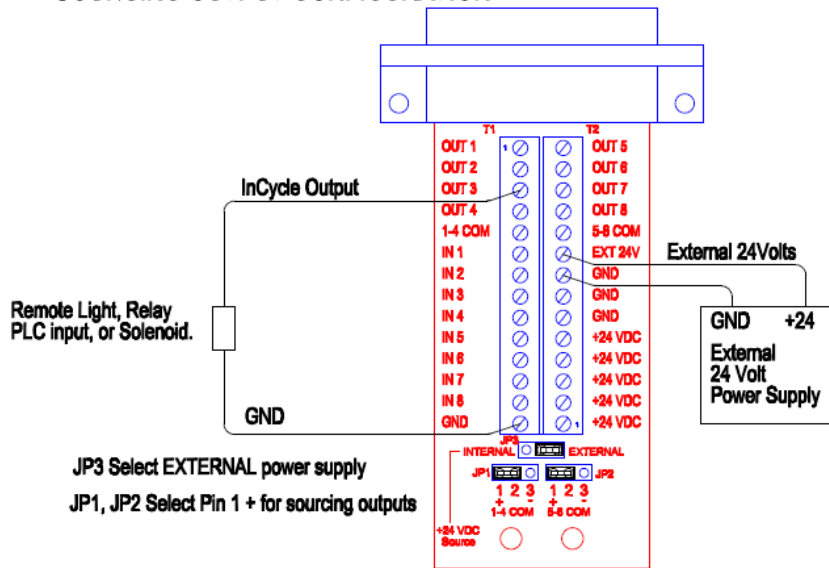 T1 T2
OUT 1 1 OUT 5
OUT 2 OUT 6
OUT 3 OUT 7
OUT 4 OUT 8
1-4 COM 5-8 COM
IN 1 EXT 24V
IN 2 GND
IN 3 GND
IN 4 GND
IN 5 +24 VDC
IN 6 +24 VDC
IN 7 +24 VDC
IN 8 +24 VDC
GND 1 +24 VDC
InCycle Output
External 24Volts
Remote Light, Relay
PLC input, or Solenoid.
GND
GND +24
External
24 Volt
Power Supply
JP3
INTERNAL EXTERNAL
JP1 JP2
1 2 3 1 2 3
+ - + -
1-4 COM 5-8 COM
+24 VDC
Source
JP3 Select EXTERNAL power supply
JP1, JP2 Select Pin 1 + for sourcing outputs